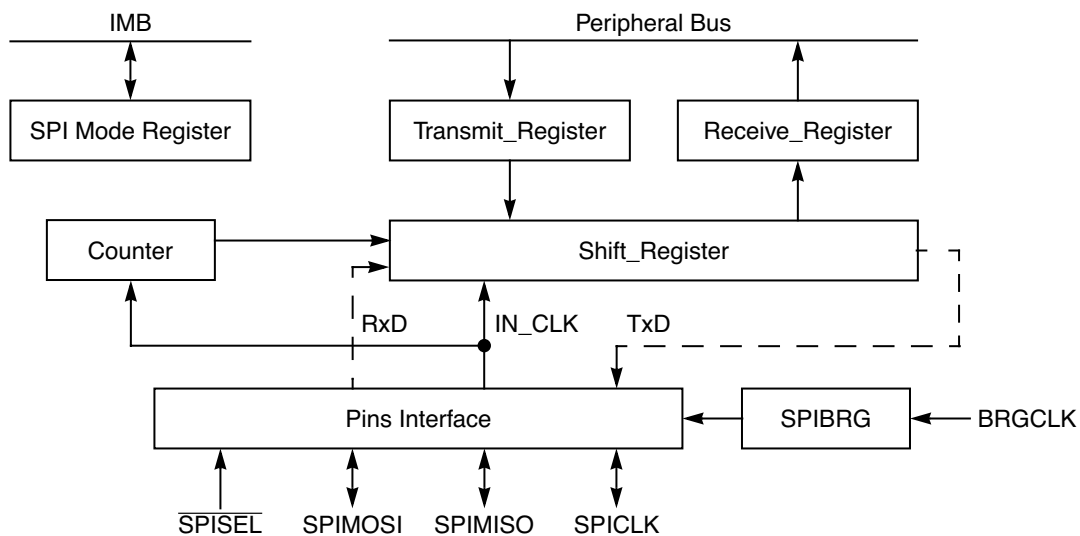 IMB
Peripheral Bus
SPI Mode Register
Transmit_Register
Receive_Register
Counter
Shift_Register
RxD
IN_CLK
TxD
Pins Interface
SPIBRG
BRGCLK
SPISEL
SPIMOSI
SPIMISO
SPICLK